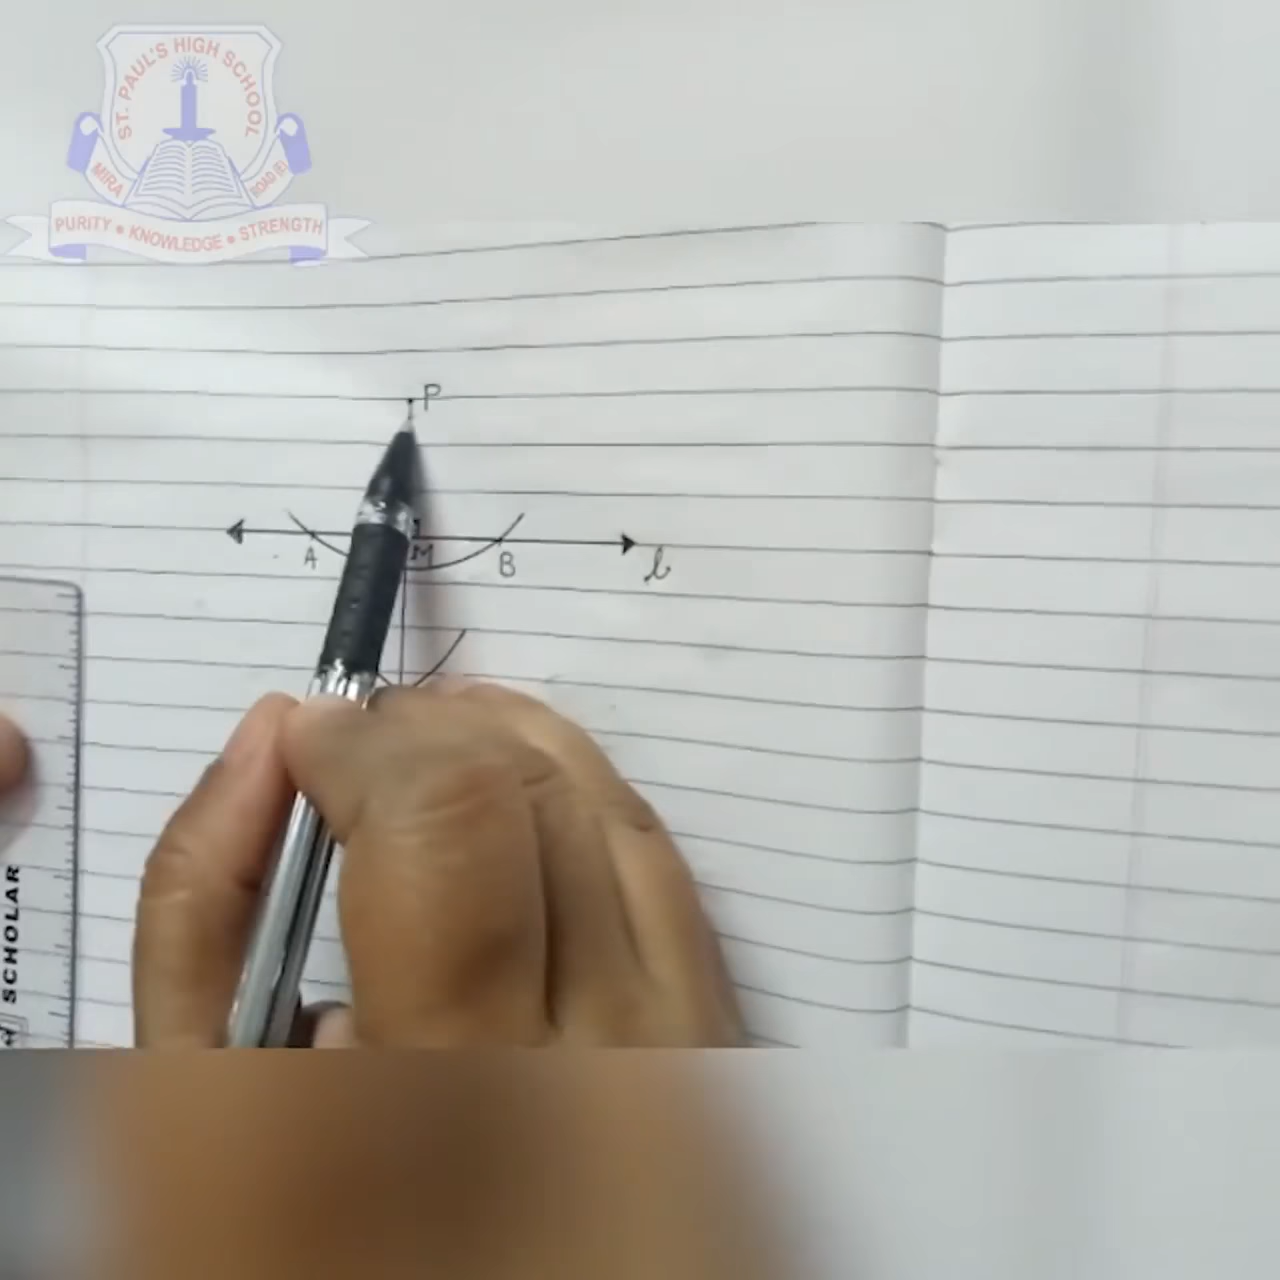 ST. PAUL'S HIGH SCHOOL
MIRA ROAD (E)
PURITY • KNOWLEDGE • STRENGTH
P
A M B l
SCHOLAR